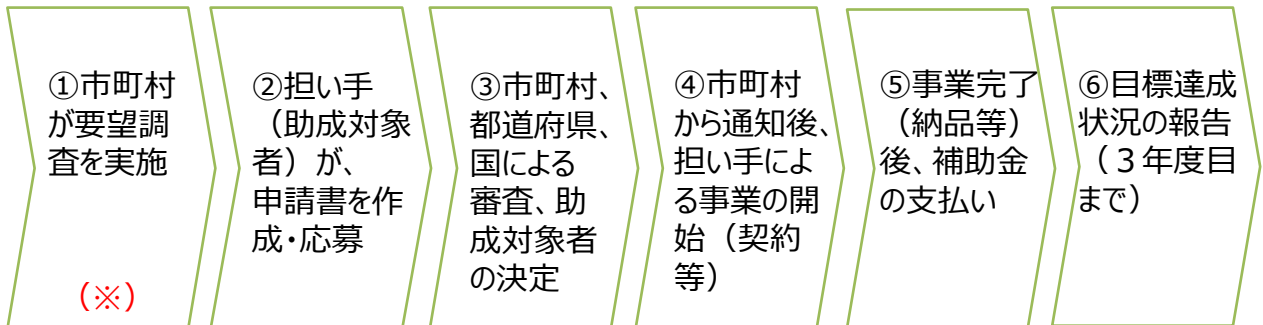 ①市町村
が要望調
査を実施
(※)
②担い手
（助成対象
者）が、
申請書を作
成・応募
③市町村、
都道府県、
国による
審査、助
成対象者
の決定
④市町村
から通知後、
担い手によ
る事業の開
始（契約
等）
⑤事業完了
（納品等）
後、補助金
の支払い
⑥目標達成
状況の報告
（３年度目
まで）